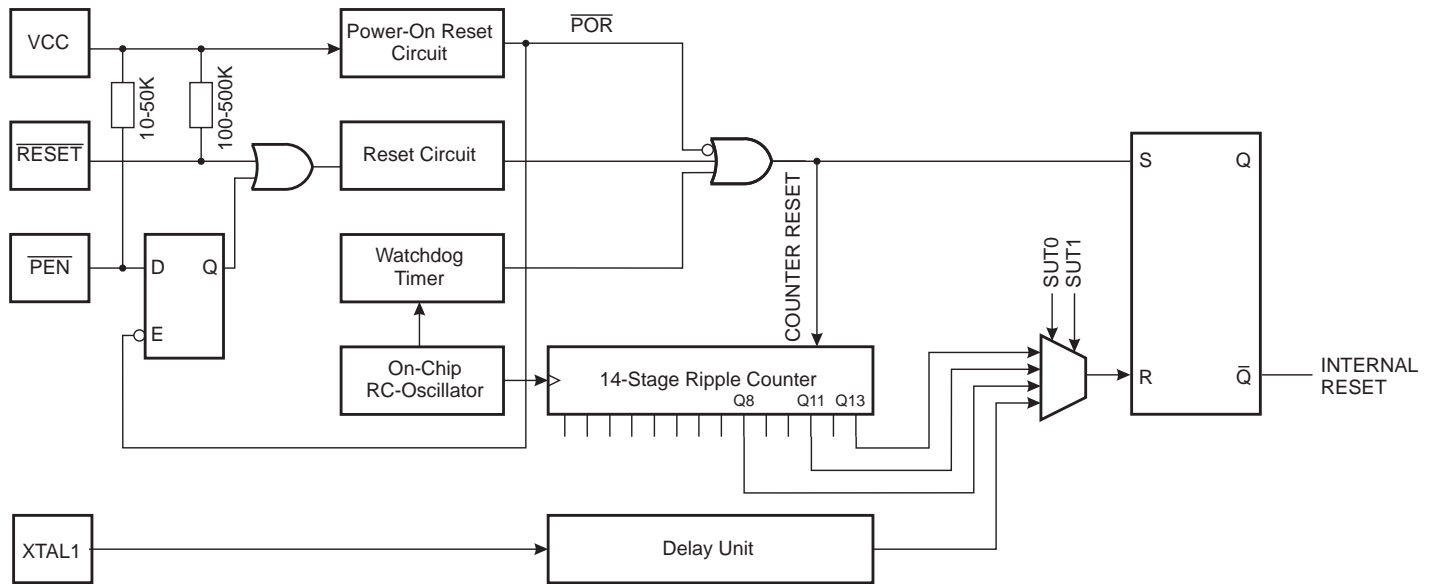 VCC
Power-On Reset
Circuit
POR
10-50K
100-500K
RESET
Reset Circuit
S
Q
PEN
D
Q
Watchdog
Timer
SUT0
SUT1
COUNTER RESET
E
On-Chip
RC-Oscillator
14-Stage Ripple Counter
Q8
Q11
Q13
R
Q̅
INTERNAL
RESET
XTAL1
Delay Unit